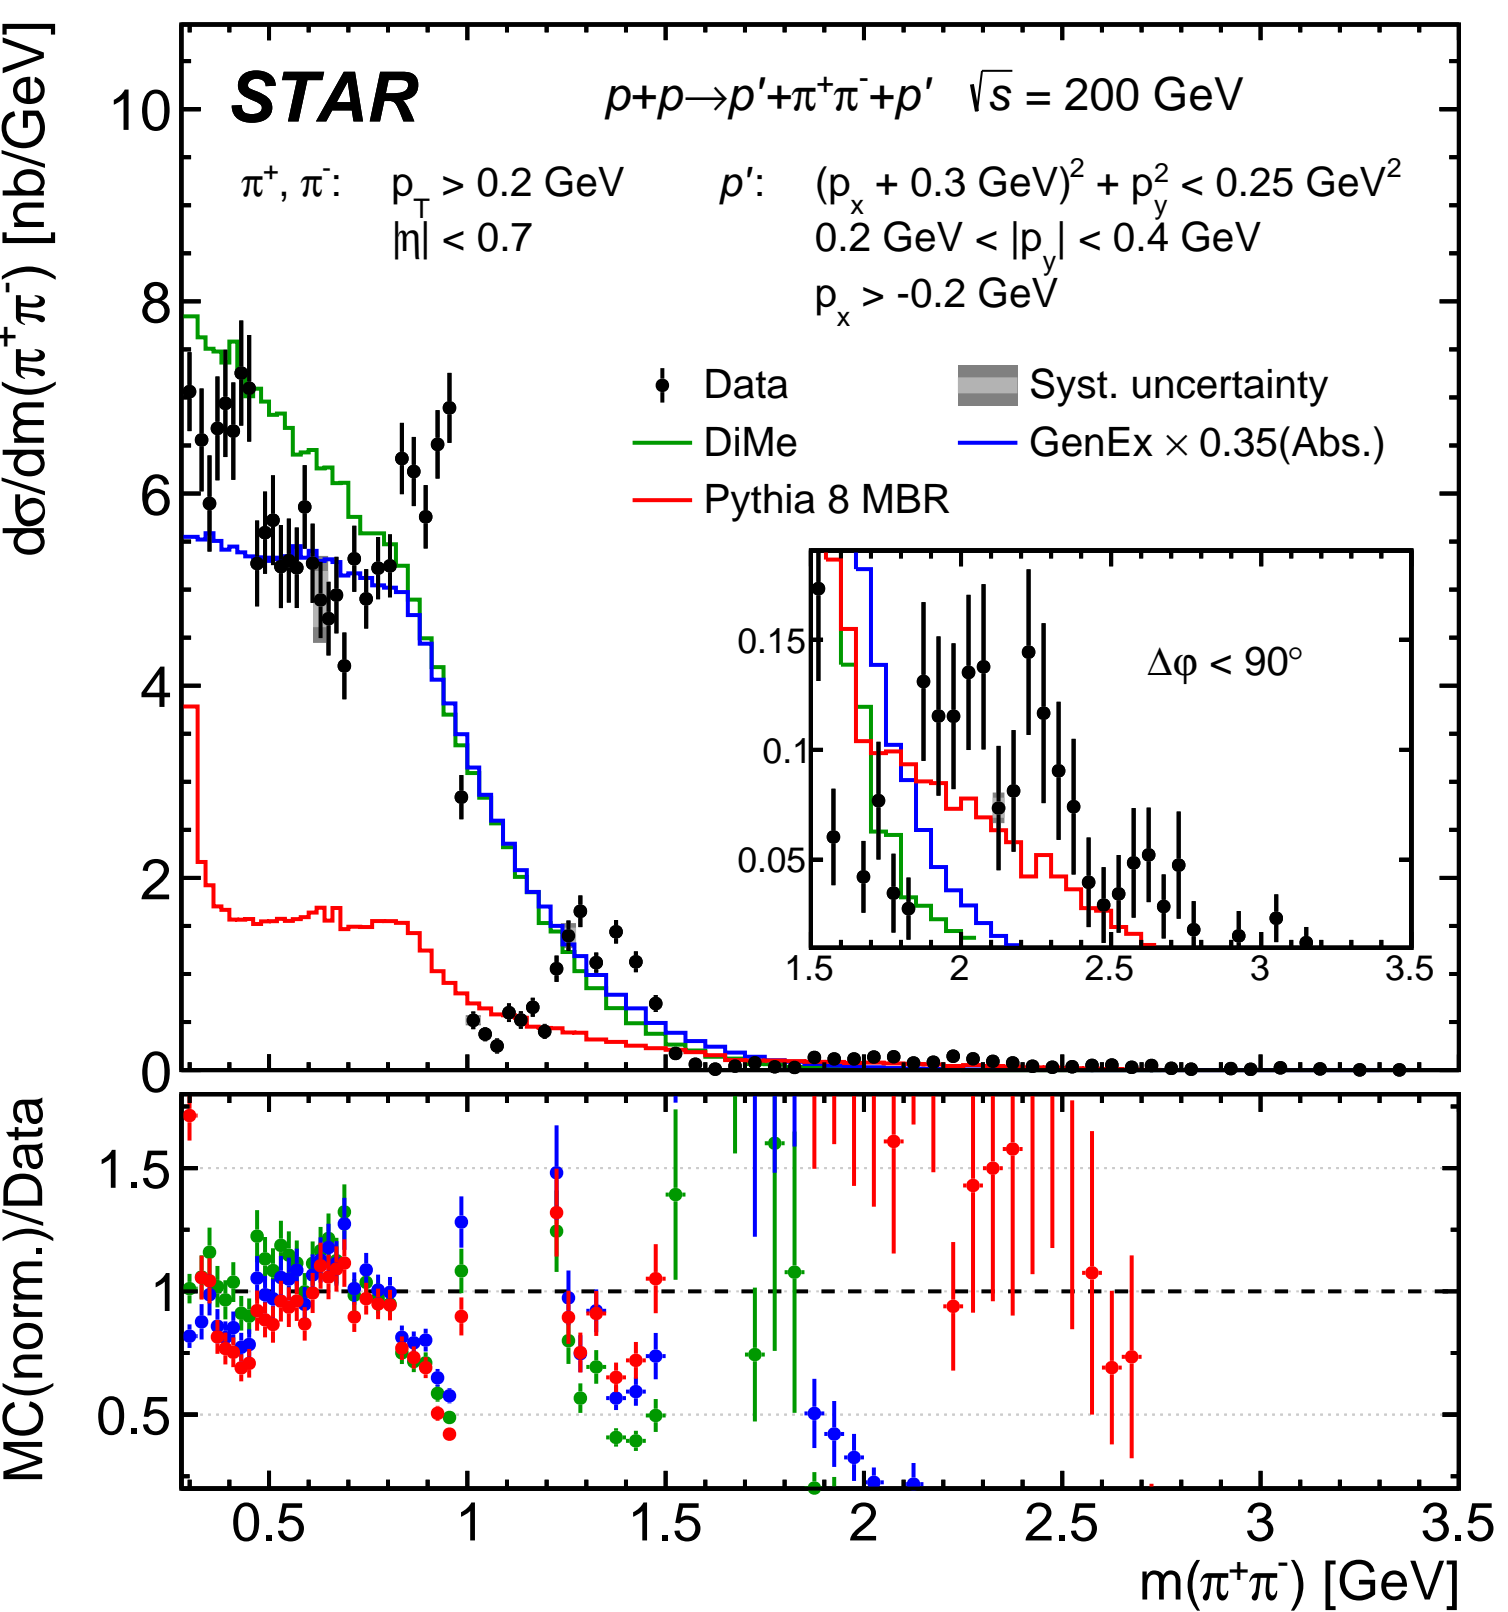 STAR
p+p→p′+π⁺π⁻+p′ √s = 200 GeV
π⁺, π⁻: p_T > 0.2 GeV p′: (p_x + 0.3 GeV)² + p_y² < 0.25 GeV²
|η| < 0.7 0.2 GeV < |p_y| < 0.4 GeV
p_x > -0.2 GeV
Data Syst. uncertainty
DiMe GenEx × 0.35(Abs.)
Pythia 8 MBR
dσ/dm(π⁺π⁻) [nb/GeV]
10
8
6
4
2
0
Δφ < 90°
0.15
0.1
0.05
1.5 2 2.5 3 3.5
MC(norm.)/Data
1.5
1
0.5
0.5 1 1.5 2 2.5 3 3.5
m(π⁺π⁻) [GeV]